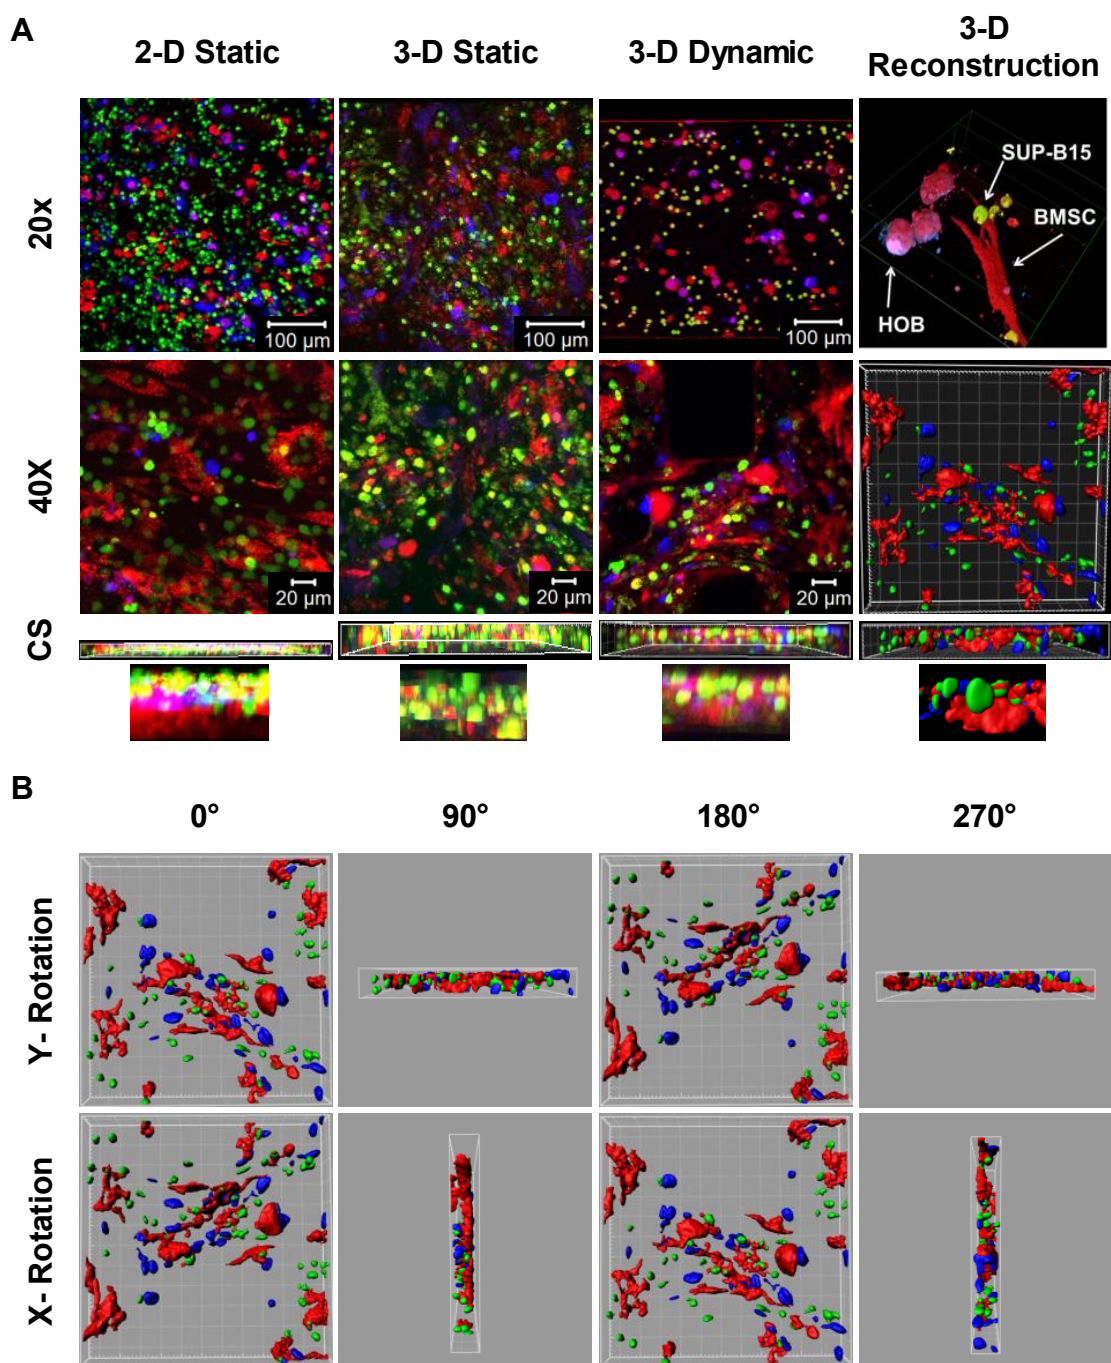 A
2-D Static
3-D Static
3-D Dynamic
3-D
Reconstruction
20x
100 µm
100 µm
100 µm
SUP-B15
BMSC
HOB
40X
20 µm
20 µm
20 µm
CS
B
0°
90°
180°
270°
Y- Rotation
X- Rotation